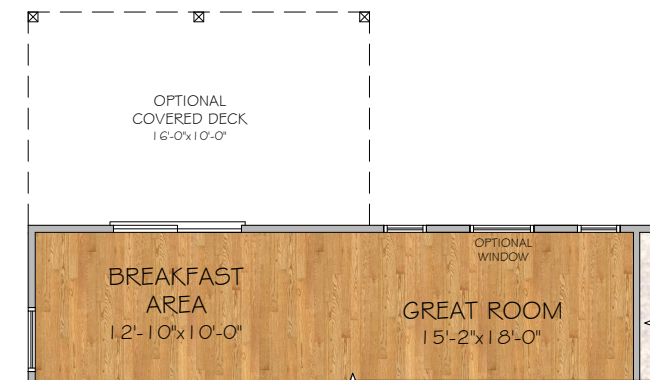 OPTIONAL
COVERED DECK
16'-0"x10'-0"
OPTIONAL
WINDOW
BREAKFAST
AREA
12'-10"x10'-0"
GREAT ROOM
15'-2"x18'-0"